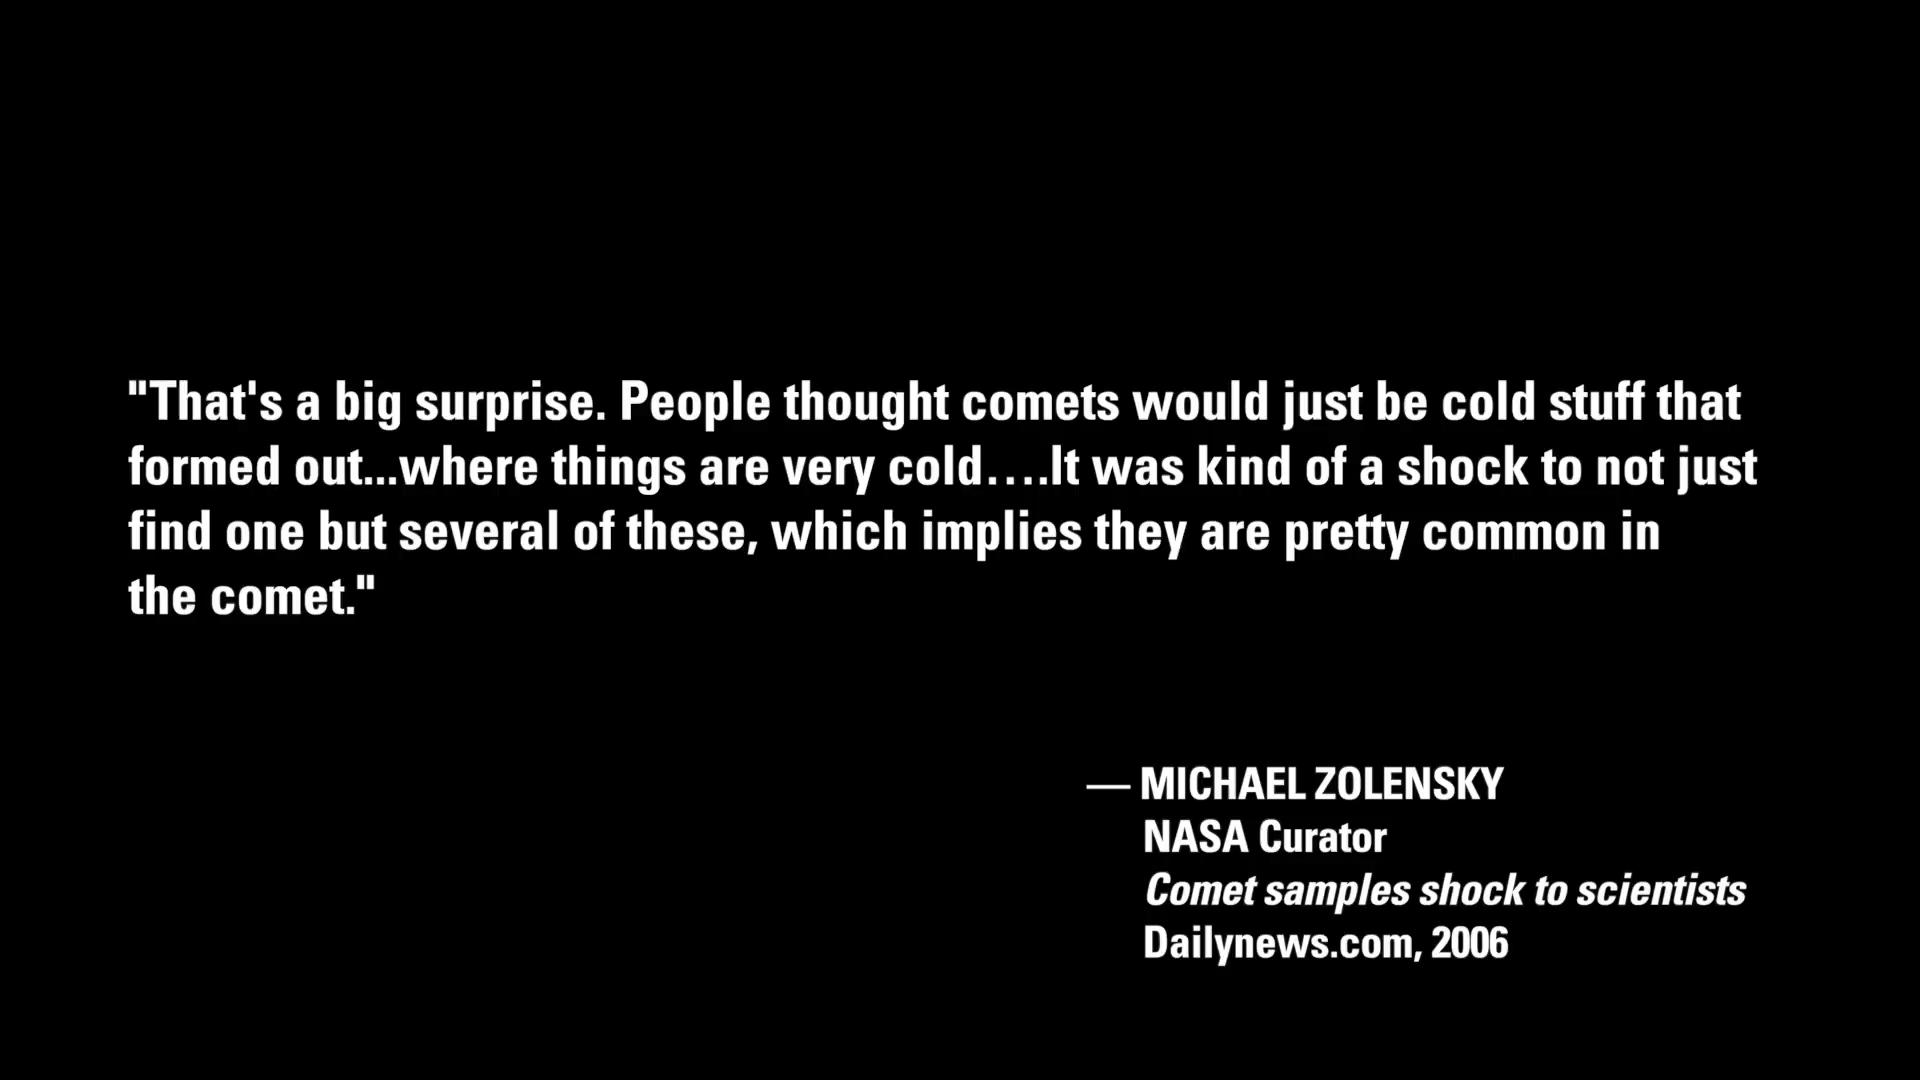 "That's a big surprise. People thought comets would just be cold stuff that
formed out...where things are very cold....It was kind of a shock to not just
find one but several of these, which implies they are pretty common in
the comet."
— MICHAEL ZOLENSKY
NASA Curator
Comet samples shock to scientists
Dailynews.com, 2006